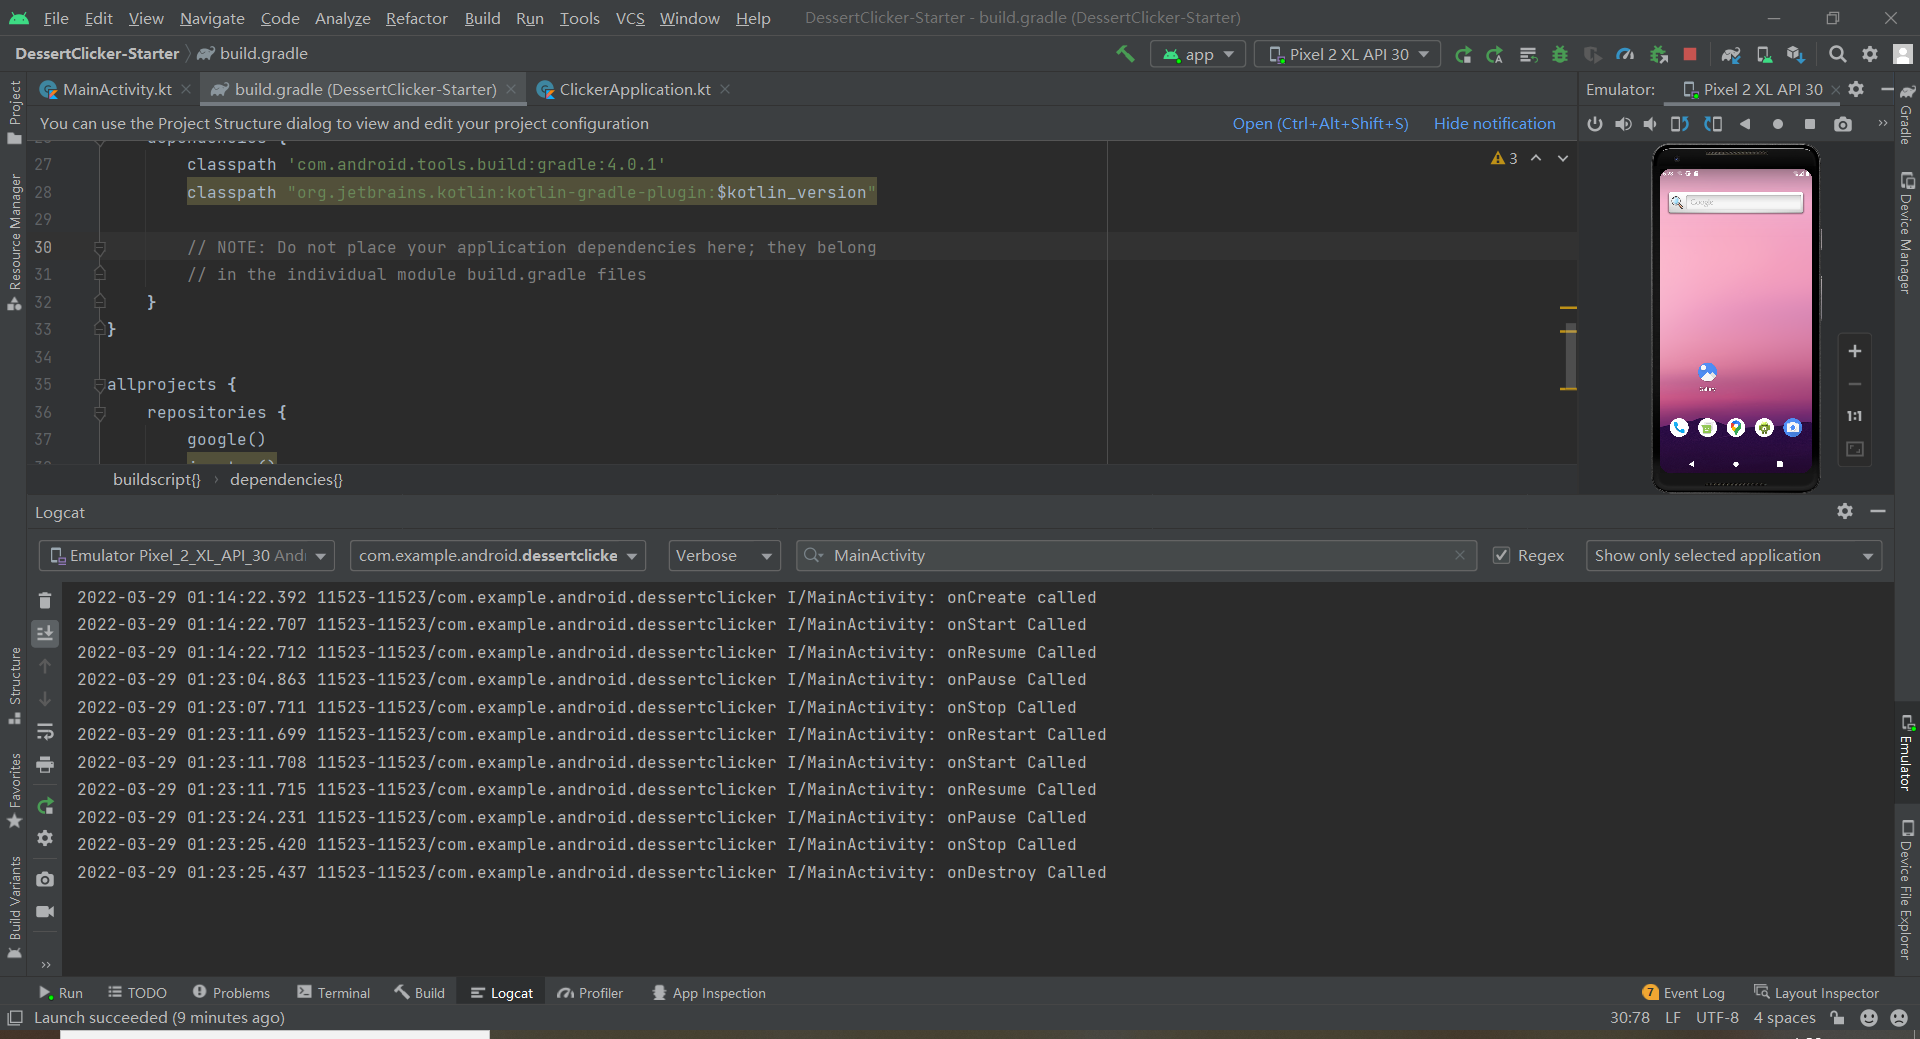 File Edit View Navigate Code Analyze Refactor Build Run Tools VCS Window Help DessertClicker-Starter - build.gradle (DessertClicker-Starter)
DessertClicker-Starter build.gradle app Pixel 2 XL API 30
MainActivity.kt build.gradle (DessertClicker-Starter) ClickerApplication.kt Emulator: Pixel 2 XL API 30
You can use the Project Structure dialog to view and edit your project configuration Open (Ctrl+Alt+Shift+S) Hide notification
27 classpath 'com.android.tools.build:gradle:4.0.1' 3
28 classpath "org.jetbrains.kotlin:kotlin-gradle-plugin:$kotlin_version"
29
30 // NOTE: Do not place your application dependencies here; they belong
31 // in the individual module build.gradle files
32 }
33 }
34
35 allprojects {
36 repositories {
37 google()
buildscript{} › dependencies{}
1:1
Google
Logcat
Emulator Pixel_2_XL_API_30 Andr com.example.android.dessertclicke Verbose MainActivity Regex Show only selected application
2022-03-29 01:14:22.392 11523-11523/com.example.android.dessertclicker I/MainActivity: onCreate called
2022-03-29 01:14:22.707 11523-11523/com.example.android.dessertclicker I/MainActivity: onStart Called
2022-03-29 01:14:22.712 11523-11523/com.example.android.dessertclicker I/MainActivity: onResume Called
2022-03-29 01:23:04.863 11523-11523/com.example.android.dessertclicker I/MainActivity: onPause Called
2022-03-29 01:23:07.711 11523-11523/com.example.android.dessertclicker I/MainActivity: onStop Called
2022-03-29 01:23:11.699 11523-11523/com.example.android.dessertclicker I/MainActivity: onRestart Called
2022-03-29 01:23:11.708 11523-11523/com.example.android.dessertclicker I/MainActivity: onStart Called
2022-03-29 01:23:11.715 11523-11523/com.example.android.dessertclicker I/MainActivity: onResume Called
2022-03-29 01:23:24.231 11523-11523/com.example.android.dessertclicker I/MainActivity: onPause Called
2022-03-29 01:23:25.420 11523-11523/com.example.android.dessertclicker I/MainActivity: onStop Called
2022-03-29 01:23:25.437 11523-11523/com.example.android.dessertclicker I/MainActivity: onDestroy Called
Project
Resource Manager
Structure
Favorites
Build Variants
Gradle
Device Manager
Emulator
Device File Explorer
Run TODO Problems Terminal Build Logcat Profiler App Inspection 7 Event Log Layout Inspector
Launch succeeded (9 minutes ago) 30:78 LF UTF-8 4 spaces